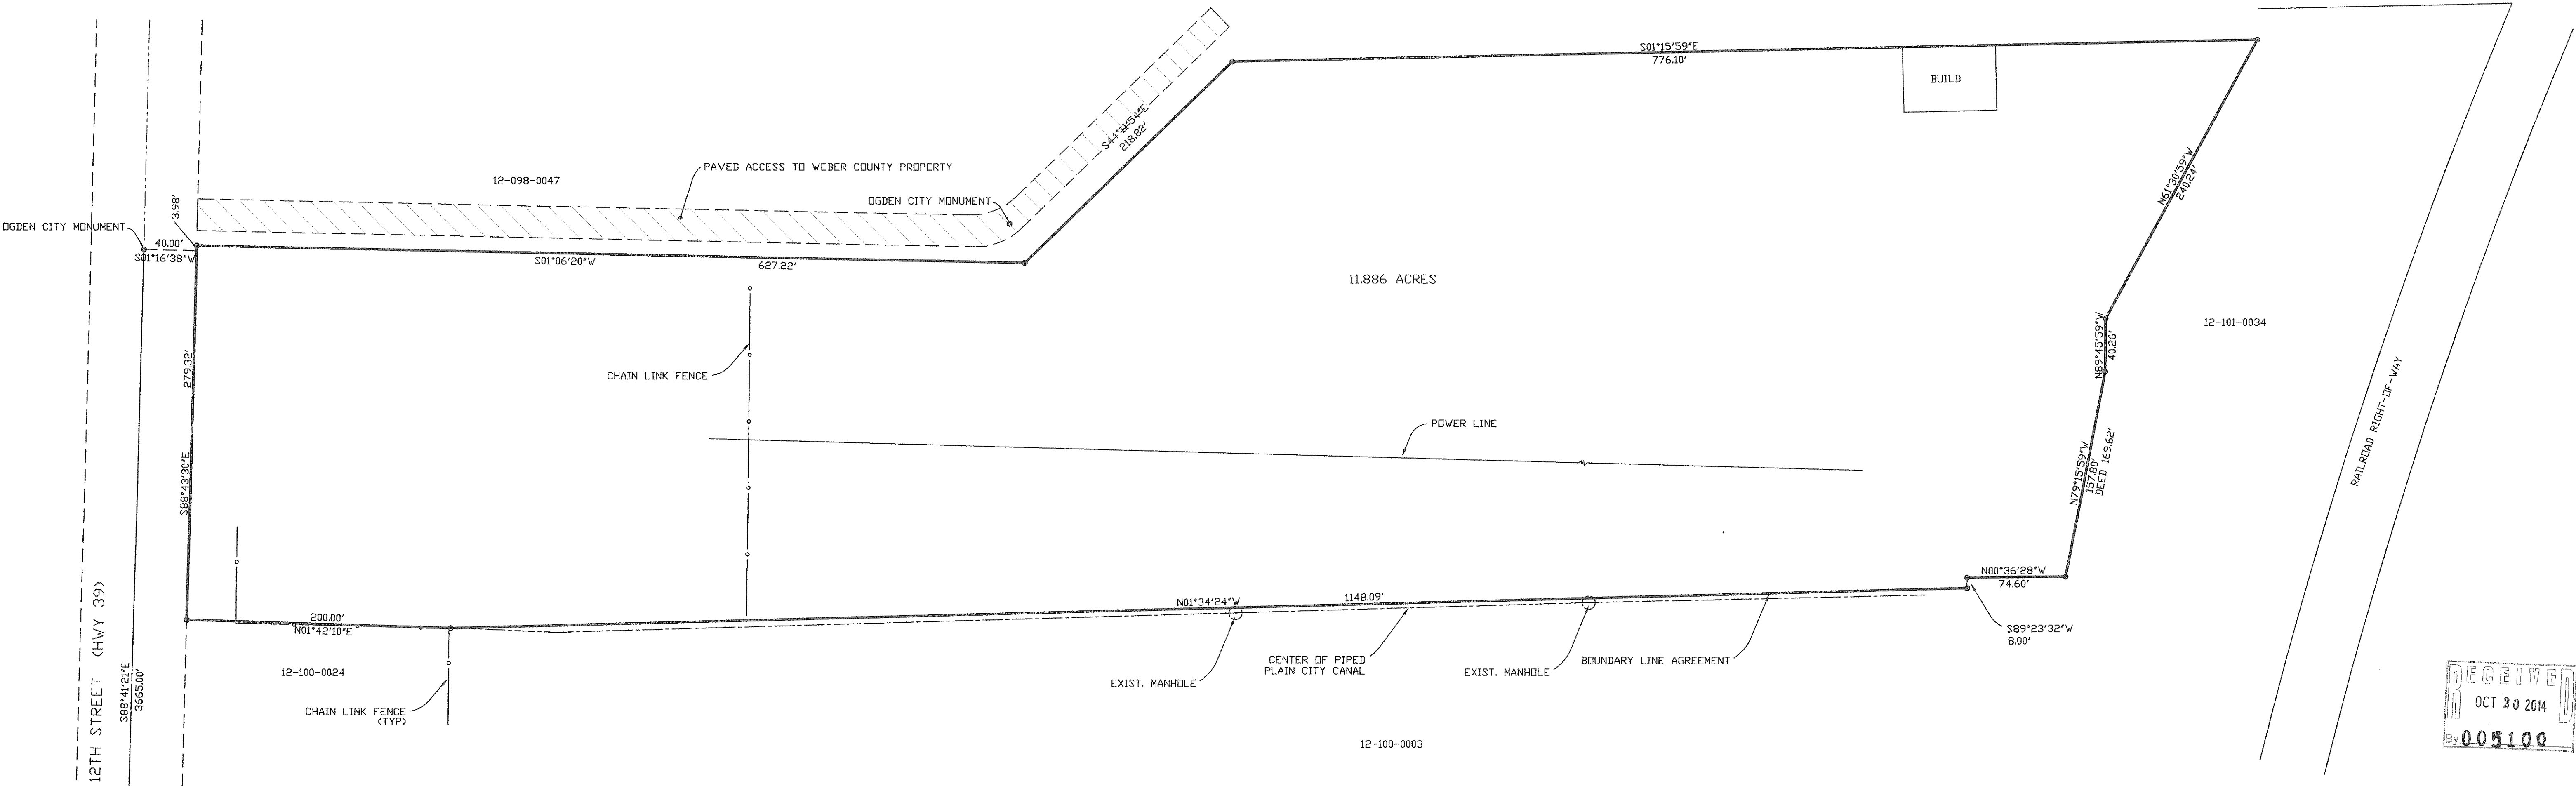 S01°15'59"E
776.10'
BUILD
S44°11'54"E
218.82'
PAVED ACCESS TO WEBER COUNTY PROPERTY
12-098-0047
OGDEN CITY MONUMENT
3.98'
OGDEN CITY MONUMENT
40.00'
S01°16'38"W
S01°06'20"W
627.22'
N61°30'59"W
240.24'
11.886 ACRES
12-101-0034
N89°45'59"W
40.26'
279.32'
CHAIN LINK FENCE
POWER LINE
RAILROAD RIGHT-OF-WAY
S88°43'30"E
N79°15'59"W
157.80'
DEED 169.62'
N00°36'28"W
74.60'
N01°34'24"W
1148.09'
200.00'
N01°42'10"E
S89°23'32"W
8.00'
12TH STREET (HWY 39)
S88°41'21"E
3665.00'
12-100-0024
CHAIN LINK FENCE
(TYP)
EXIST. MANHOLE
CENTER OF PIPED
PLAIN CITY CANAL
EXIST. MANHOLE
BOUNDARY LINE AGREEMENT
12-100-0003
RECEIVED
OCT 20 2014
By 005100